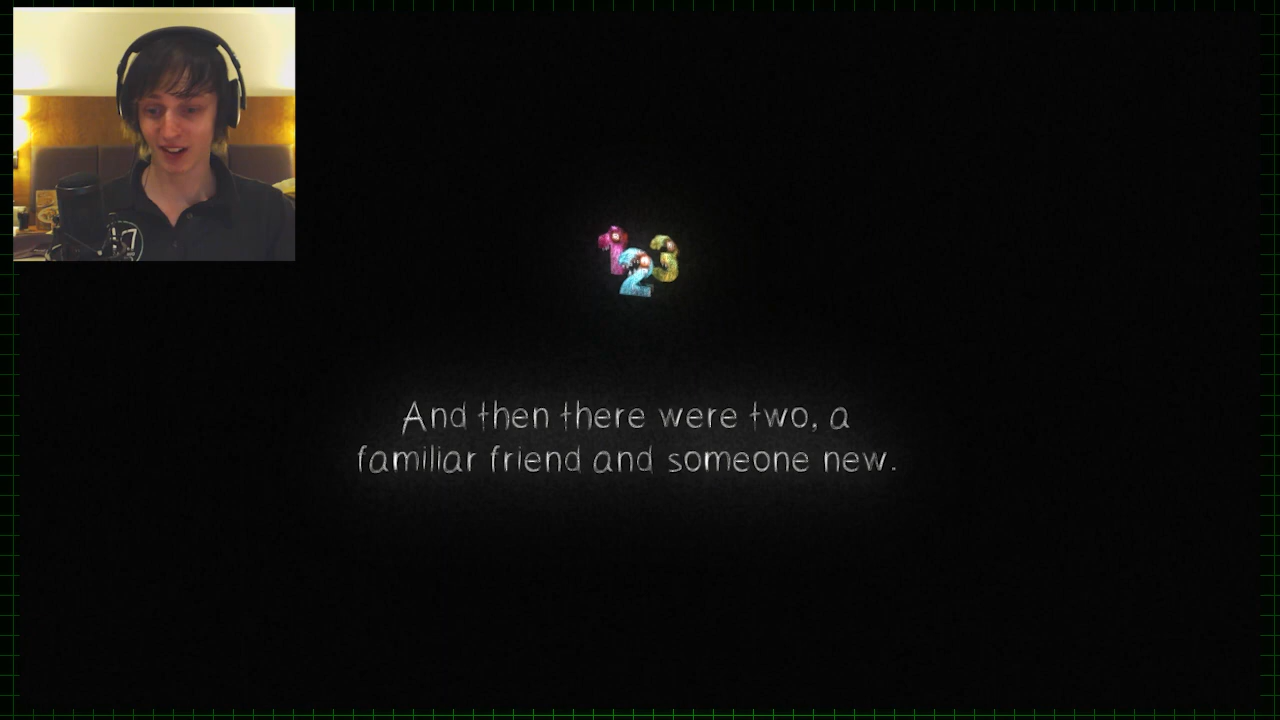 123
And then there were two, a
familiar friend and someone new.